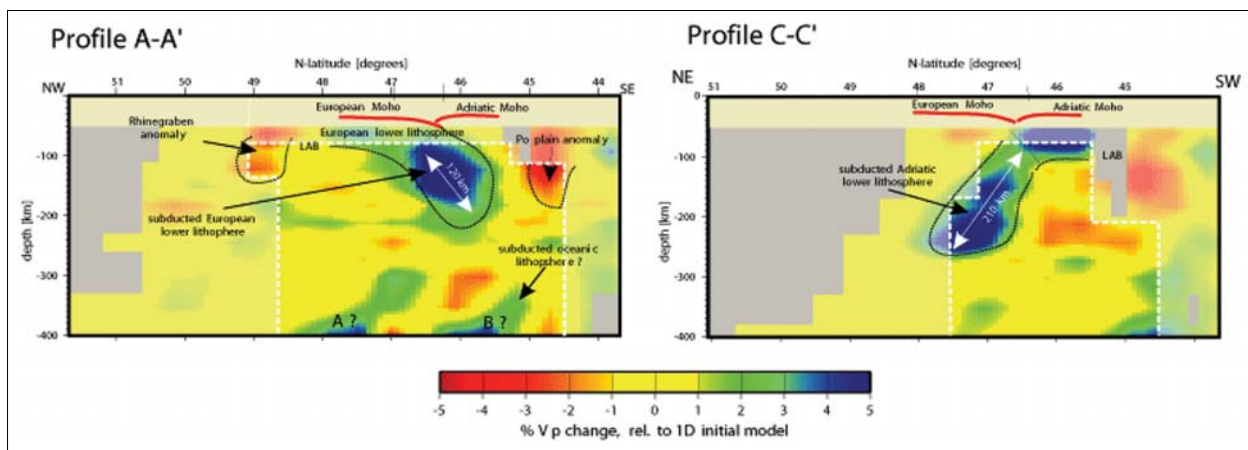 Profile A-A'
N-latitude [degrees]
NW
51
50
49
48
47
46
45
44
SE
0
European Moho
Adriatic Moho
Rhinegraben
anomaly
European lower lithosphere
LAB
Po plain anomaly
-100
120 km
depth [km]
-200
subducted European
lower lithophere
subducted oceanic
lithopshere ?
-300
A ?
B ?
-400
Profile C-C'
N-latitude [degrees]
NE
51
50
49
48
47
46
45
SW
0
European Moho
Adriatic Moho
-100
LAB
subducted Adriatic
lower lithosphere
210 km
depth [km]
-200
-300
-400
-5
-4
-3
-2
-1
0
1
2
3
4
5
% V p change, rel. to 1D initial model